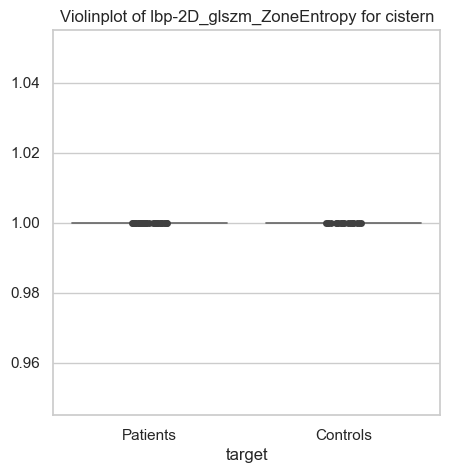 Violinplot of lbp-2D_glszm_ZoneEntropy for cistern
1.04
1.02
1.00
0.98
0.96
Patients Controls
target